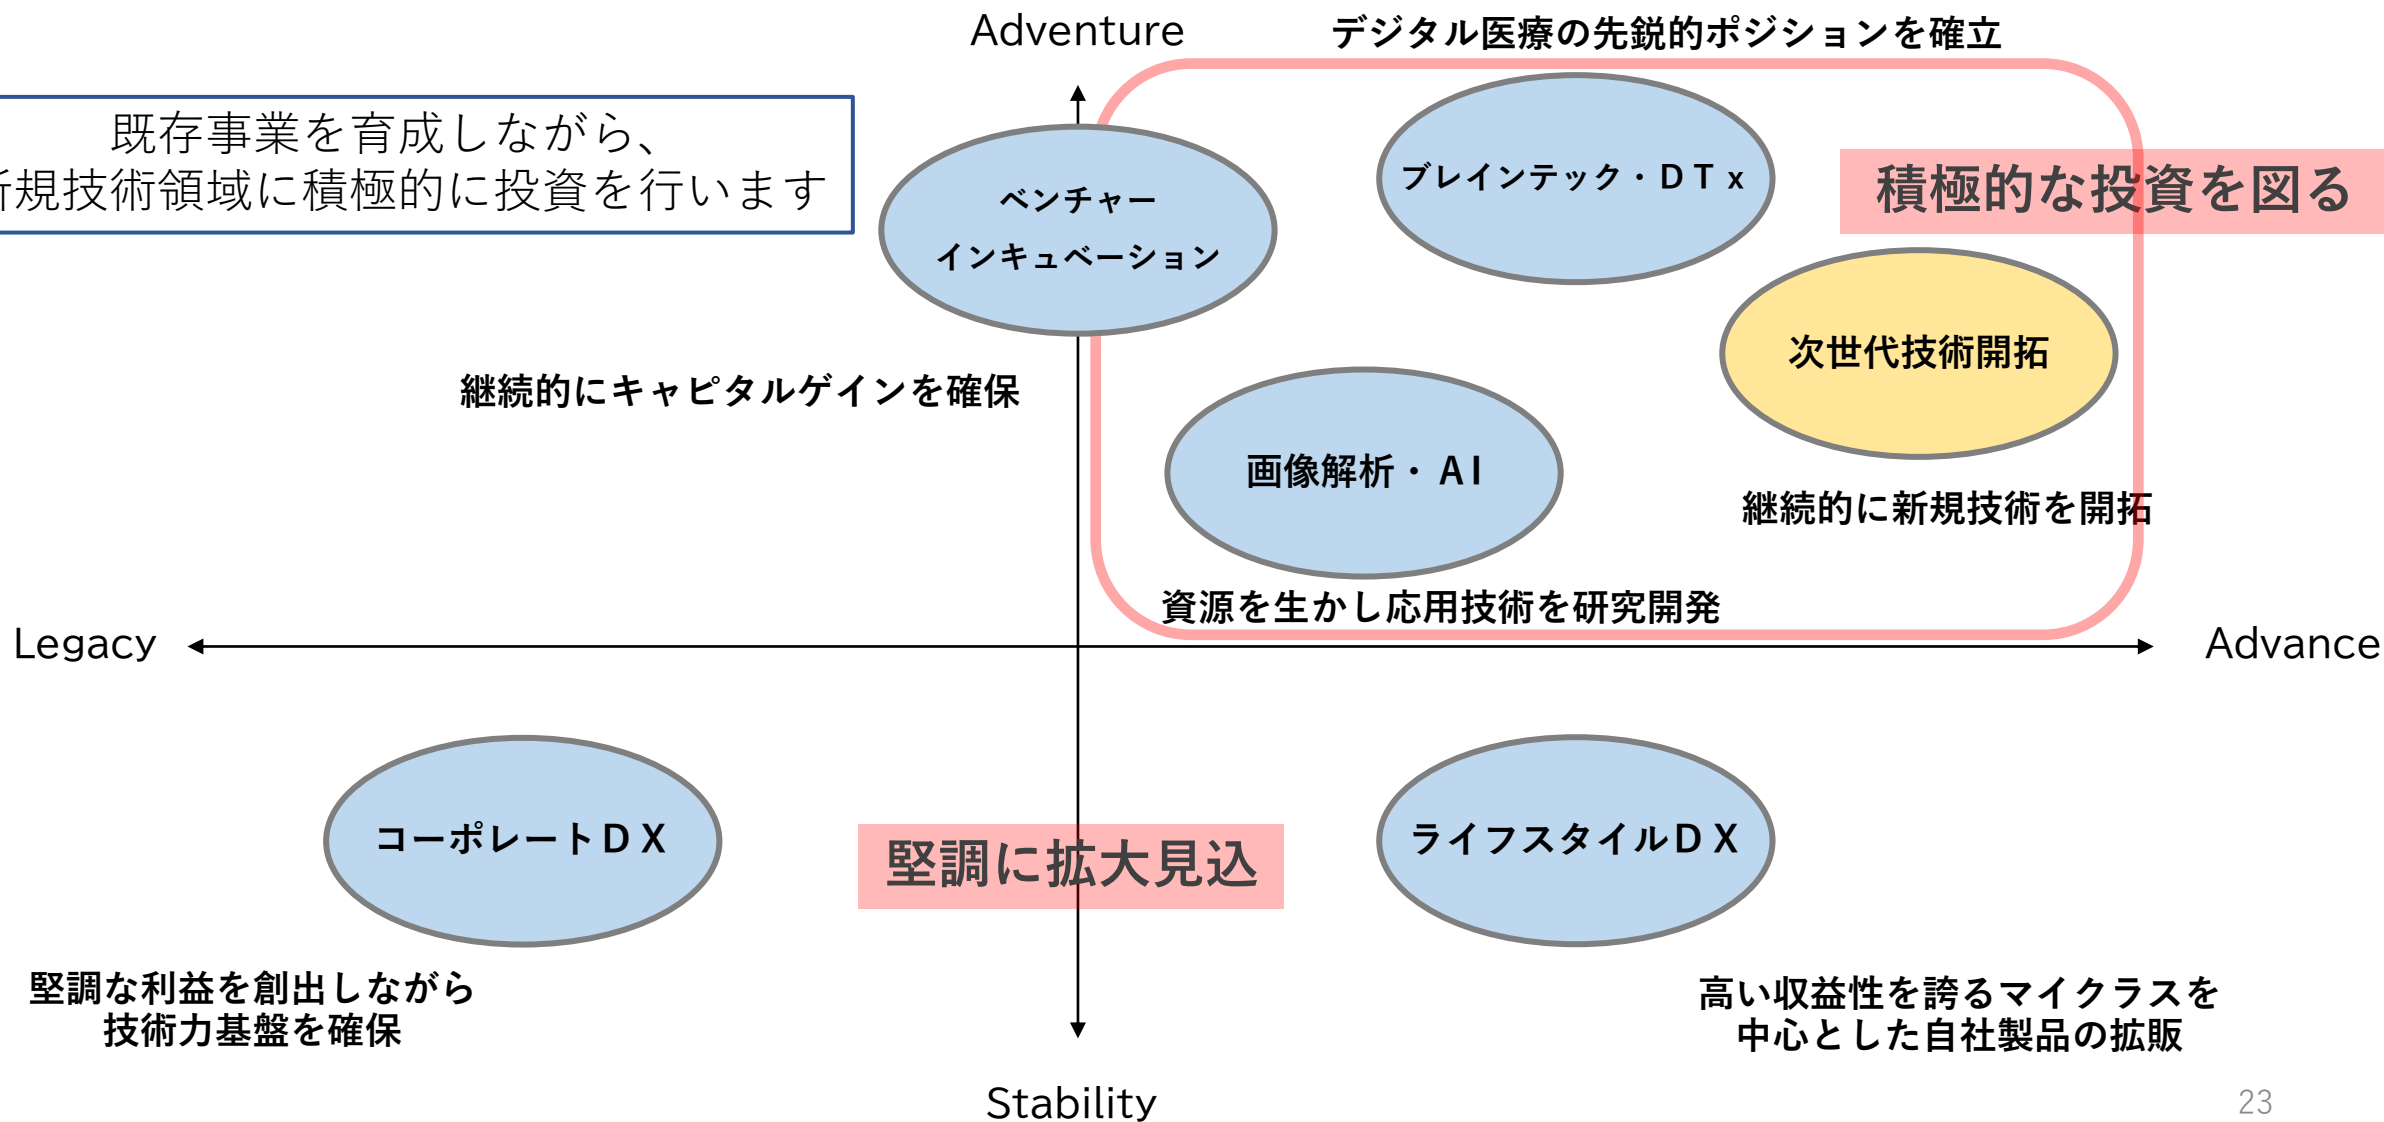 Adventure
デジタル医療の先鋭的ポジションを確立
既存事業を育成しながら、
新規技術領域に積極的に投資を行います
ベンチャー
インキュベーション
ブレインテック・ＤＴｘ
積極的な投資を図る
次世代技術開拓
継続的にキャピタルゲインを確保
画像解析・ＡＩ
継続的に新規技術を開拓
資源を生かし応用技術を研究開発
Legacy
Advance
コーポレートＤＸ
堅調に拡大見込
ライフスタイルＤＸ
堅調な利益を創出しながら
技術力基盤を確保
高い収益性を誇るマイクラスを
中心とした自社製品の拡販
Stability
23